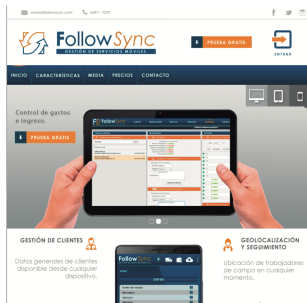 FollowSync
GESTIÓN DE SERVICIOS MÓVILES
PRUEBA GRATIS
ENTRAR
INICIO CARACTERÍSTICAS MEDIA PRECIOS CONTACTO
Control de gastos
e ingreso.
PRUEBA GRATIS
FollowSync
GESTIÓN DE CLIENTES
Datos generales de clientes
disponible desde cualquier
dispositivo.
FollowSync
GEOLOCALIZACIÓN
Y SEGUIMIENTO
Ubicación de trabajadores
de campo en cualquier
momento.